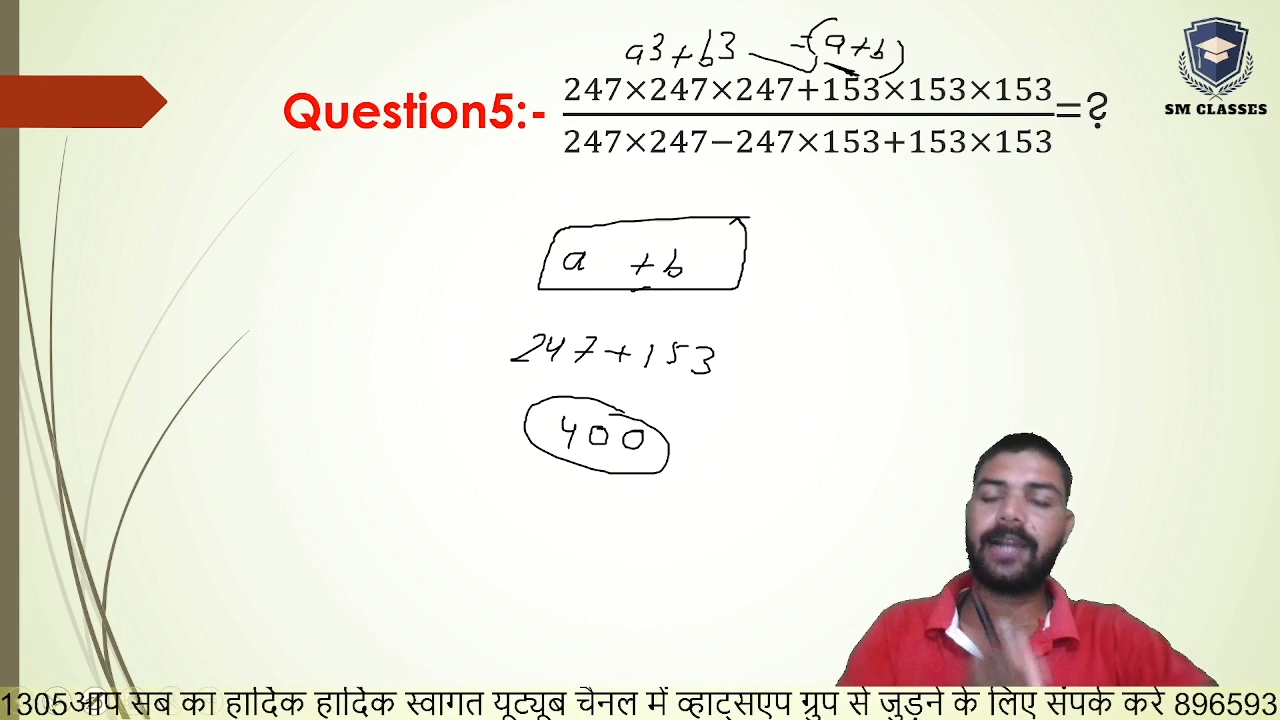 a3+b3 =(a+b)
Question5:- 247×247×247+153×153×153 =?
247×247−247×153+153×153
SM CLASSES
a +b
247+153
400
1305आप सब का हार्दिक हार्दिक स्वागत यूट्यूब चैनल में व्हाट्सएप ग्रुप से जुड़ने के लिए संपर्क करे 896593